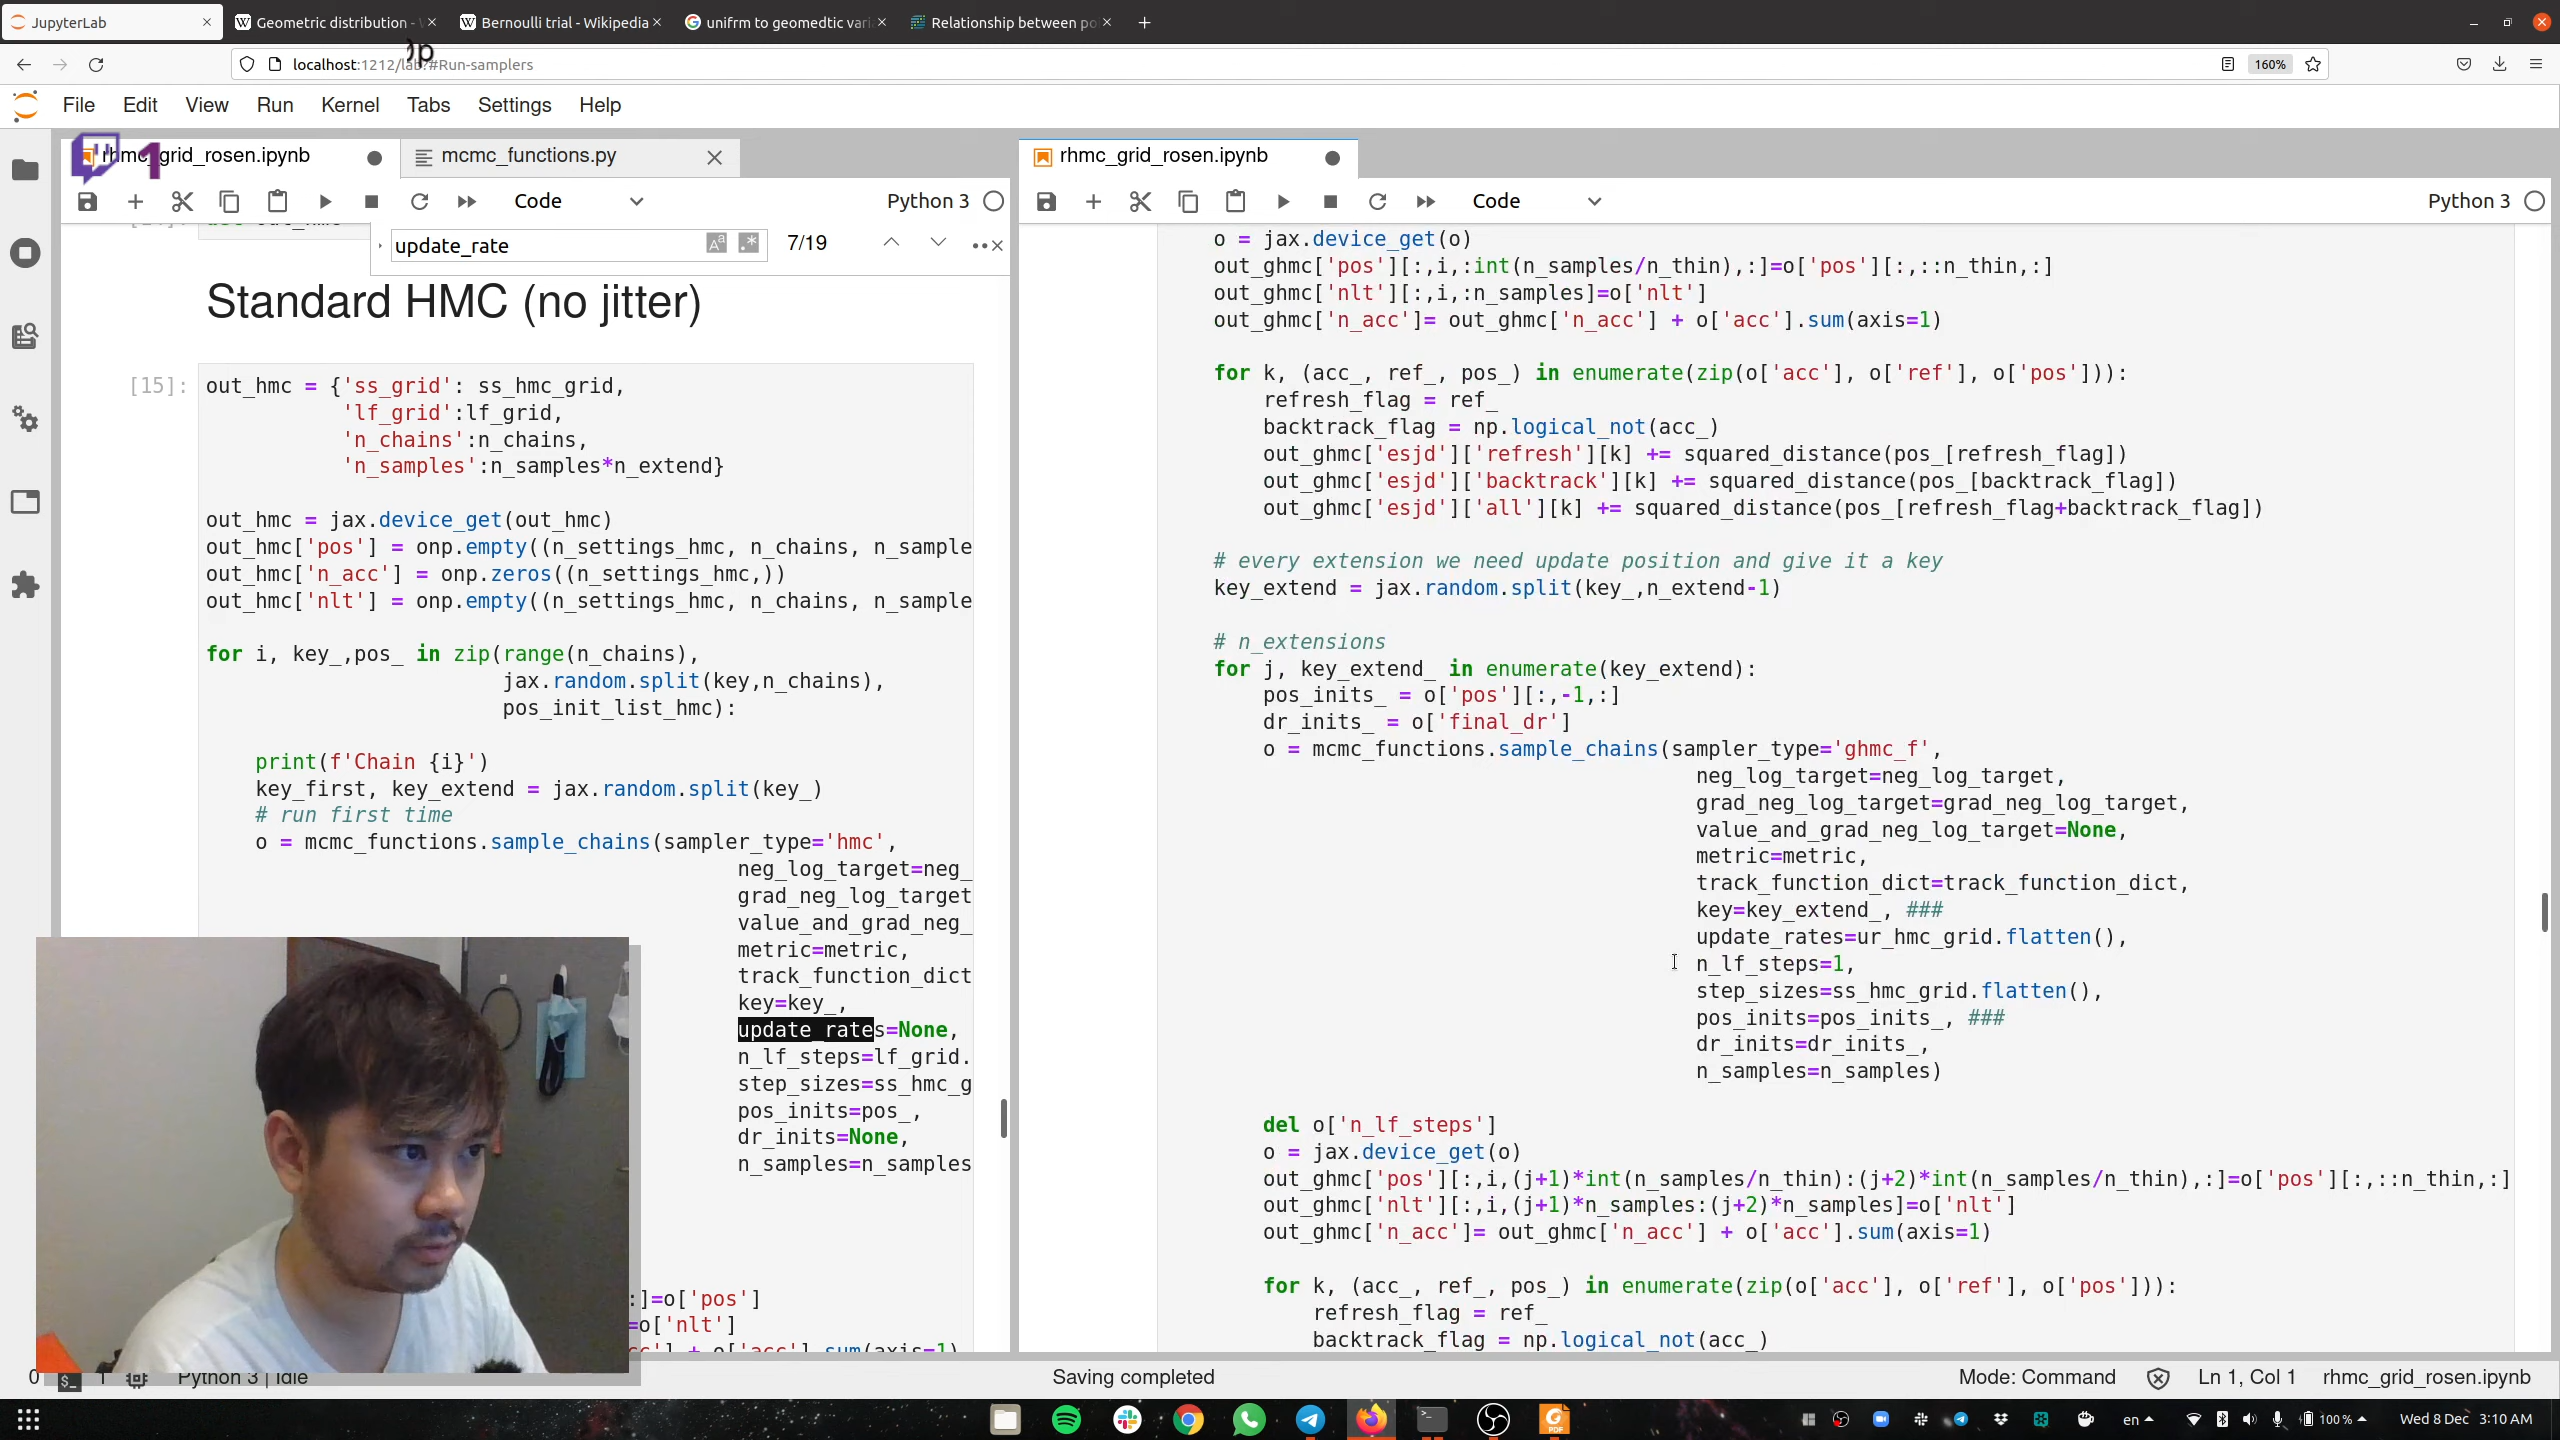 JupyterLab
Geometric distribution -
Bernoulli trial - Wikipedia
unifrm to geomedtic vari
Relationship between po
localhost:1212/lab?#Run-samplers
160%
File Edit View Run Kernel Tabs Settings Help
1
rhmc_grid_rosen.ipynb
mcmc_functions.py
Code
Python 3
update_rate
7/19
Standard HMC (no jitter)
[15]:
out_hmc = {'ss_grid': ss_hmc_grid,
'lf_grid':lf_grid,
'n_chains':n_chains,
'n_samples':n_samples*n_extend}
out_hmc = jax.device_get(out_hmc)
out_hmc['pos'] = onp.empty((n_settings_hmc, n_chains, n_sample
out_hmc['n_acc'] = onp.zeros((n_settings_hmc,))
out_hmc['nlt'] = onp.empty((n_settings_hmc, n_chains, n_sample
for i, key_,pos_ in zip(range(n_chains),
jax.random.split(key,n_chains),
pos_init_list_hmc):
print(f'Chain {i}')
key_first, key_extend = jax.random.split(key_)
# run first time
o = mcmc_functions.sample_chains(sampler_type='hmc',
neg_log_target=neg_
grad_neg_log_target
value_and_grad_neg_
metric=metric,
track_function_dict
key=key_,
update_rates=None,
n_lf_steps=lf_grid.
step_sizes=ss_hmc_g
pos_inits=pos_,
dr_inits=None,
n_samples=n_samples
:]=o['pos']
=o['nlt']
rhmc_grid_rosen.ipynb
Code
Python 3
o = jax.device_get(o)
out_ghmc['pos'][:,i,:int(n_samples/n_thin),:]=o['pos'][:,::n_thin,:]
out_ghmc['nlt'][:,i,:n_samples]=o['nlt']
out_ghmc['n_acc']= out_ghmc['n_acc'] + o['acc'].sum(axis=1)
for k, (acc_, ref_, pos_) in enumerate(zip(o['acc'], o['ref'], o['pos'])):
refresh_flag = ref_
backtrack_flag = np.logical_not(acc_)
out_ghmc['esjd']['refresh'][k] += squared_distance(pos_[refresh_flag])
out_ghmc['esjd']['backtrack'][k] += squared_distance(pos_[backtrack_flag])
out_ghmc['esjd']['all'][k] += squared_distance(pos_[refresh_flag+backtrack_flag])
# every extension we need update position and give it a key
key_extend = jax.random.split(key_,n_extend-1)
# n_extensions
for j, key_extend_ in enumerate(key_extend):
pos_inits_ = o['pos'][:,-1,:]
dr_inits_ = o['final_dr']
o = mcmc_functions.sample_chains(sampler_type='ghmc_f',
neg_log_target=neg_log_target,
grad_neg_log_target=grad_neg_log_target,
value_and_grad_neg_log_target=None,
metric=metric,
track_function_dict=track_function_dict,
key=key_extend_, ###
update_rates=ur_hmc_grid.flatten(),
n_lf_steps=1,
step_sizes=ss_hmc_grid.flatten(),
pos_inits=pos_inits_, ###
dr_inits=dr_inits_,
n_samples=n_samples)
del o['n_lf_steps']
o = jax.device_get(o)
out_ghmc['pos'][:,i,(j+1)*int(n_samples/n_thin):(j+2)*int(n_samples/n_thin),:]=o['pos'][:,::n_thin,:]
out_ghmc['nlt'][:,i,(j+1)*n_samples:(j+2)*n_samples]=o['nlt']
out_ghmc['n_acc']= out_ghmc['n_acc'] + o['acc'].sum(axis=1)
for k, (acc_, ref_, pos_) in enumerate(zip(o['acc'], o['ref'], o['pos'])):
refresh_flag = ref_
backtrack_flag = np.logical_not(acc_)
0
1
Python 3 | Idle
Saving completed
Mode: Command
Ln 1, Col 1
rhmc_grid_rosen.ipynb
en
100 %
Wed 8 Dec 3:10 AM